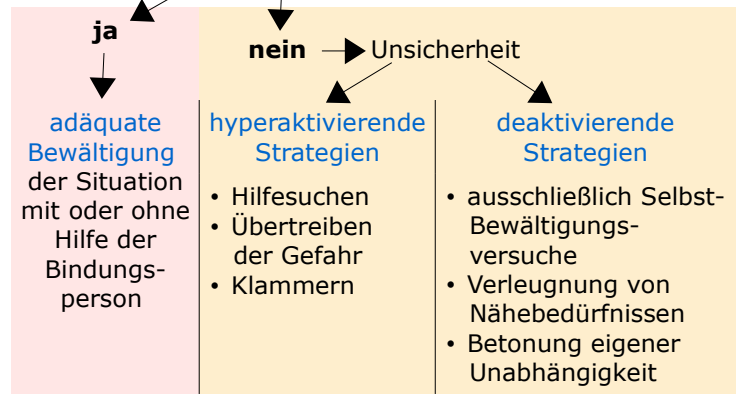 ja
nein
Unsicherheit
adäquate
Bewältigung
der Situation
mit oder ohne
Hilfe der
Bindungs-
person
hyperaktivierende
Strategien
• Hilfesuchen
• Übertreiben
der Gefahr
• Klammern
deaktivierende
Strategien
• ausschließlich Selbst-
Bewältigungs-
versuche
• Verleugnung von
Nähebedürfnissen
• Betonung eigener
Unabhängigkeit